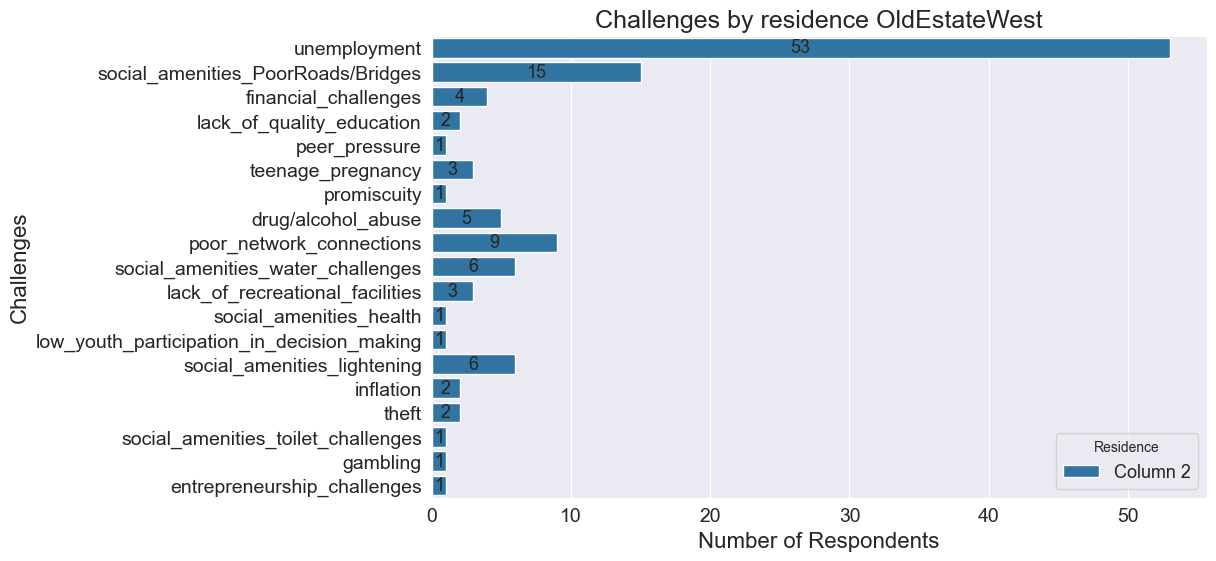 Challenges by residence OldEstateWest
Challenges
unemployment 53
social_amenities_PoorRoads/Bridges 15
financial_challenges 4
lack_of_quality_education 2
peer_pressure 1
teenage_pregnancy 3
promiscuity 1
drug/alcohol_abuse 5
poor_network_connections 9
social_amenities_water_challenges 6
lack_of_recreational_facilities 3
social_amenities_health 1
low_youth_participation_in_decision_making 1
social_amenities_lightening 6
inflation 2
theft 2
social_amenities_toilet_challenges 1
gambling 1
entrepreneurship_challenges 1
Residence
Column 2
0 10 20 30 40 50
Number of Respondents